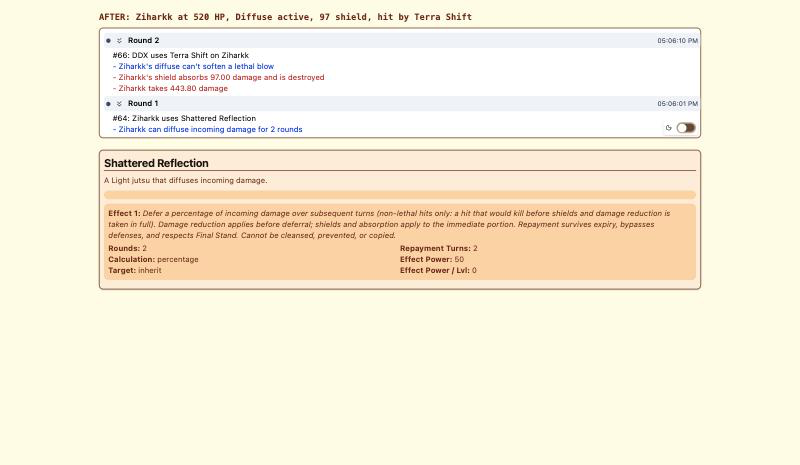 AFTER: Ziharkk at 520 HP, Diffuse active, 97 shield, hit by Terra Shift
Round 2 05:06:10 PM
#66: DDX uses Terra Shift on Ziharkk
- Ziharkk's diffuse can't soften a lethal blow
- Ziharkk's shield absorbs 97.00 damage and is destroyed
- Ziharkk takes 443.80 damage
Round 1 05:06:01 PM
#64: Ziharkk uses Shattered Reflection
- Ziharkk can diffuse incoming damage for 2 rounds
Shattered Reflection
A Light jutsu that diffuses incoming damage.
Effect 1: Defer a percentage of incoming damage over subsequent turns (non-lethal hits only: a hit that would kill before shields and damage reduction is
taken in full). Damage reduction applies before deferral; shields and absorption apply to the immediate portion. Repayment survives expiry, bypasses
defenses, and respects Final Stand. Cannot be cleansed, prevented, or copied.
Rounds: 2 Repayment Turns: 2
Calculation: percentage Effect Power: 50
Target: inherit Effect Power / Lvl: 0